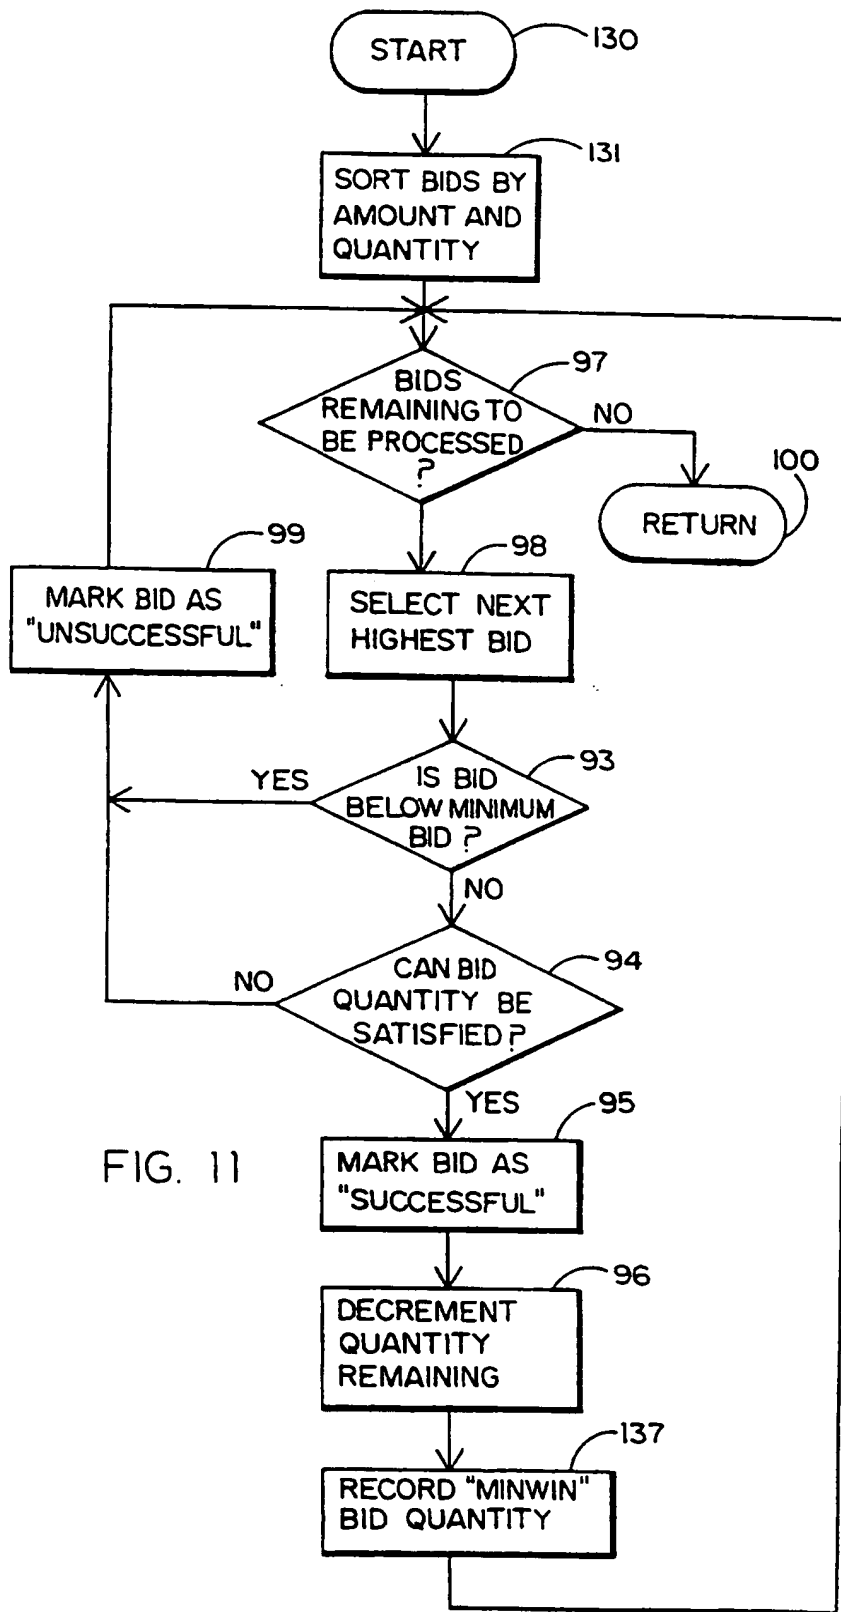 START
130
131
SORT BIDS BY
AMOUNT AND
QUANTITY
97
BIDS
REMAINING TO
BE PROCESSED
?
NO
100
RETURN
99
MARK BID AS
"UNSUCCESSFUL"
98
SELECT NEXT
HIGHEST BID
93
YES
IS BID
BELOW MINIMUM
BID ?
NO
94
NO
CAN BID
QUANTITY BE
SATISFIED ?
YES
95
FIG. 11
MARK BID AS
"SUCCESSFUL"
96
DECREMENT
QUANTITY
REMAINING
137
RECORD "MINWIN"
BID QUANTITY